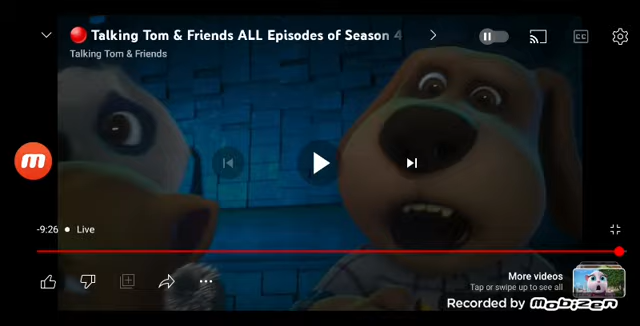 Talking Tom & Friends ALL Episodes of Season 4
Talking Tom & Friends
CC
m
-9:26 • Live
More videos
Tap or swipe up to see all
Recorded by Mobizen